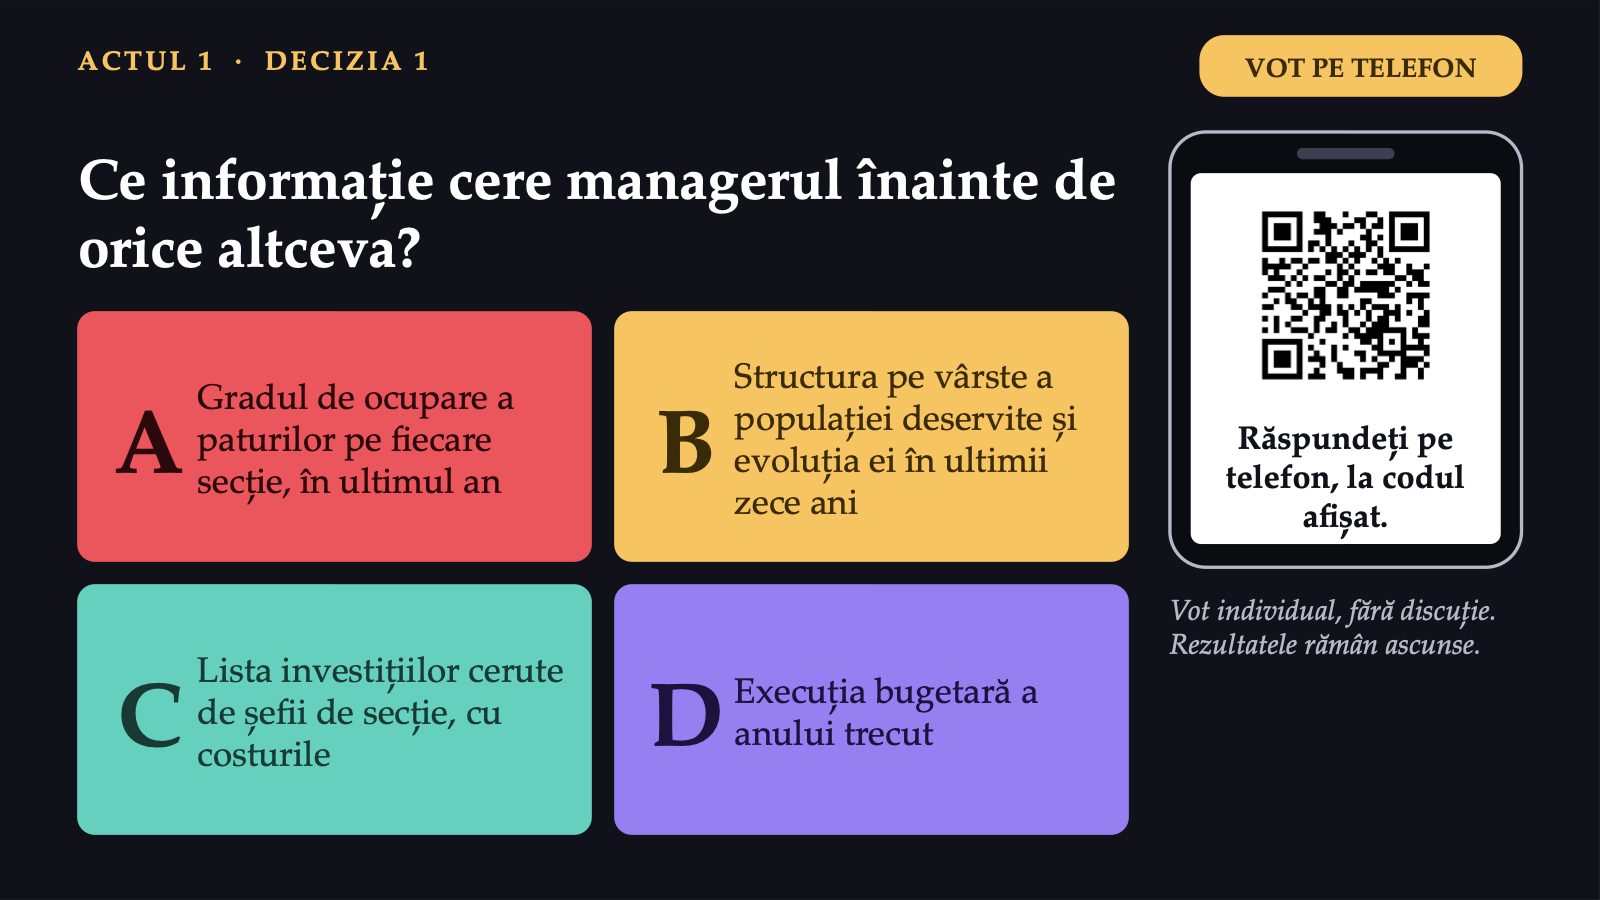 ACTUL 1 · DECIZIA 1
VOT PE TELEFON
Ce informație cere managerul înainte de
orice altceva?
A
Gradul de ocupare a
paturilor pe fiecare
secție, în ultimul an
B
Structura pe vârste a
populației deservite și
evoluția ei în ultimii
zece ani
C
Lista investițiilor cerute
de șefii de secție, cu
costurile
D
Execuția bugetară a
anului trecut
Răspundeți pe
telefon, la codul
afișat.
Vot individual, fără discuție.
Rezultatele rămân ascunse.